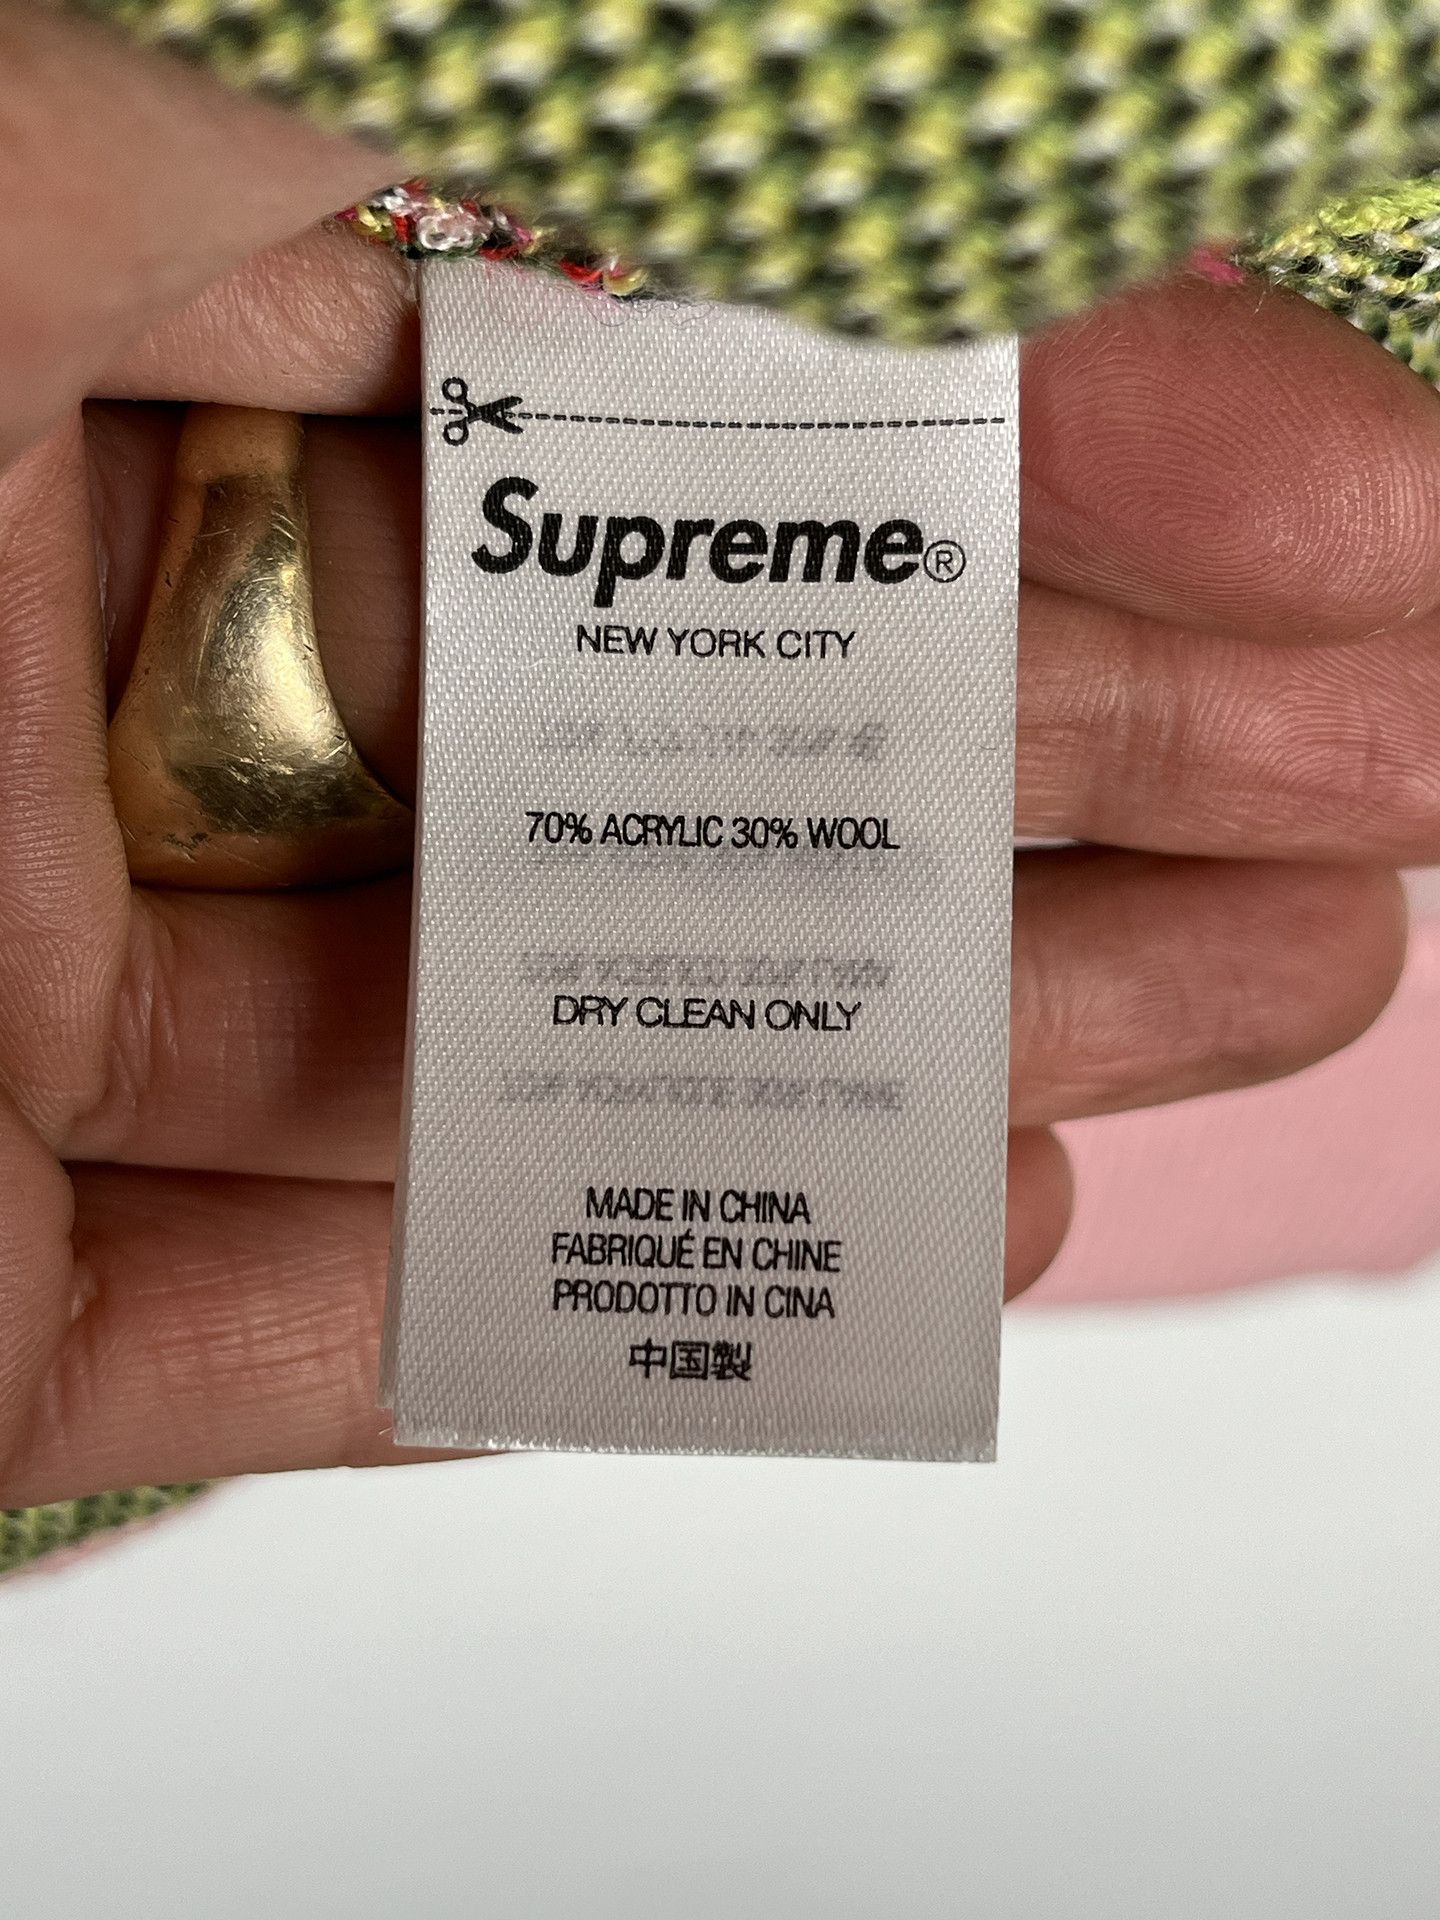 Supreme®
NEW YORK CITY
70% ACRYLIC 30% WOOL
DRY CLEAN ONLY
MADE IN CHINA
FABRIQUÉ EN CHINE
PRODOTTO IN CINA
中国製